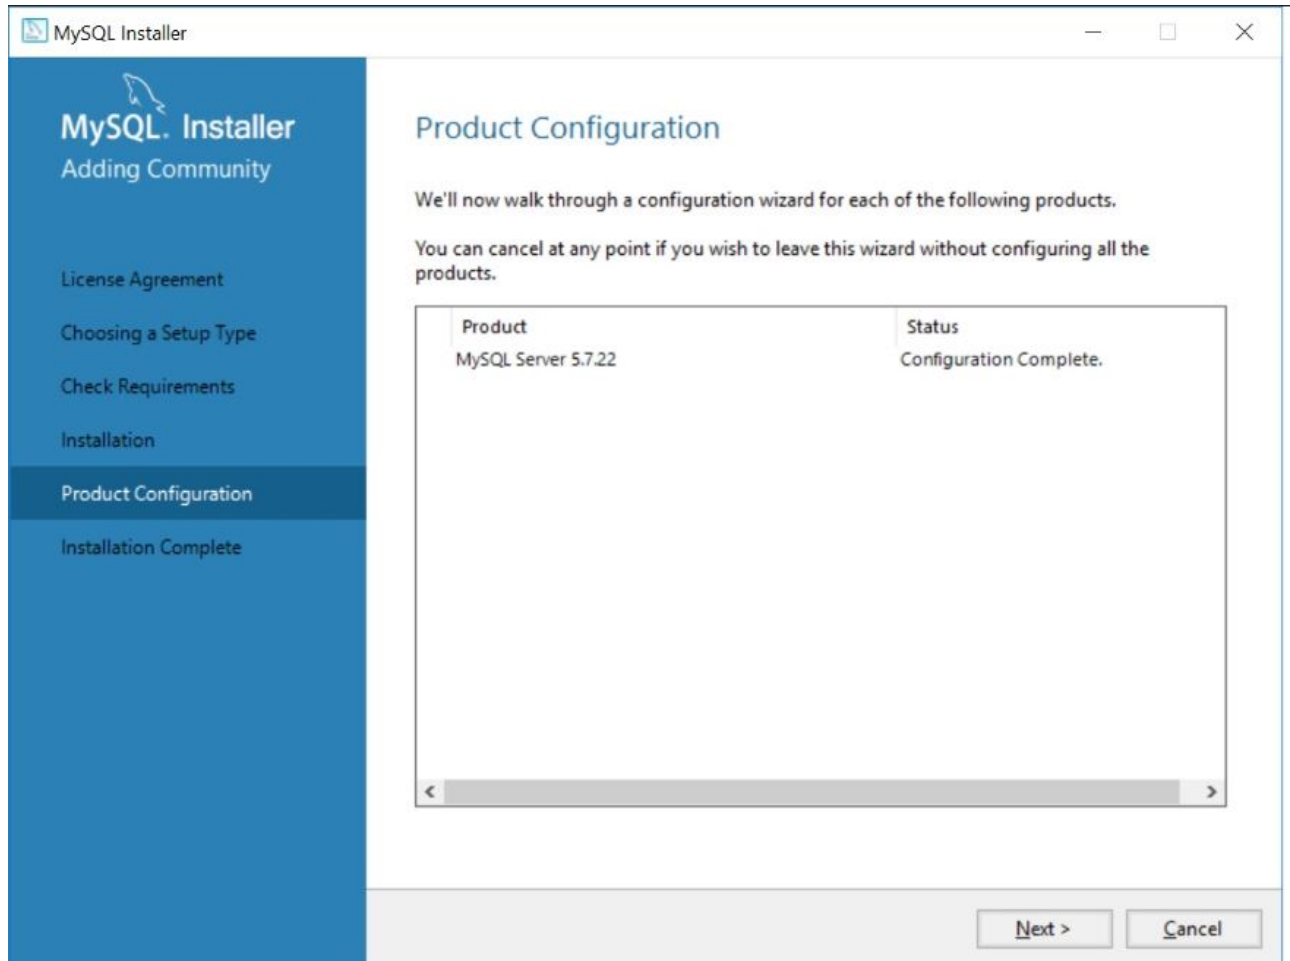 MySQL Installer
MySQL. Installer
Adding Community
License Agreement
Choosing a Setup Type
Check Requirements
Installation
Product Configuration
Installation Complete
Product Configuration
We'll now walk through a configuration wizard for each of the following products.
You can cancel at any point if you wish to leave this wizard without configuring all the
products.
Product Status
MySQL Server 5.7.22 Configuration Complete.
Next > Cancel